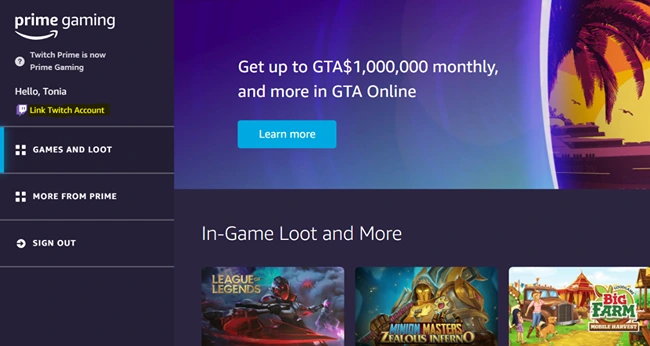 prime gaming
Twitch Prime is now
Prime Gaming
Hello, Tonia
Link Twitch Account
GAMES AND LOOT
MORE FROM PRIME
SIGN OUT
Get up to GTA$1,000,000 monthly,
and more in GTA Online
Learn more
In-Game Loot and More
LEAGUE OF
LEGENDS
MINION MASTERS
ZEALOUS INFERNO
BIG
FARM
MOBILE HARVEST